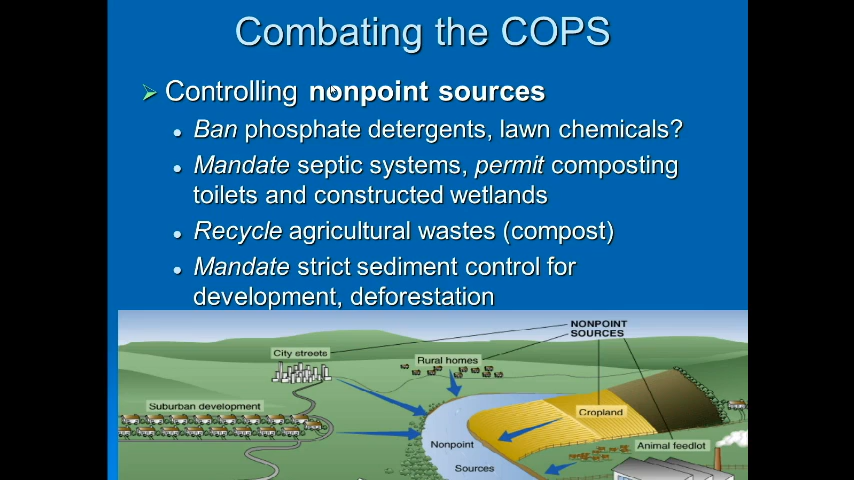 Combating the COPS
Controlling nonpoint sources
Ban phosphate detergents, lawn chemicals?
Mandate septic systems, permit composting
toilets and constructed wetlands
Recycle agricultural wastes (compost)
Mandate strict sediment control for
development, deforestation
NONPOINT
SOURCES
City streets
Rural homes
Suburban development
Cropland
Nonpoint
Animal feedlot
Sources